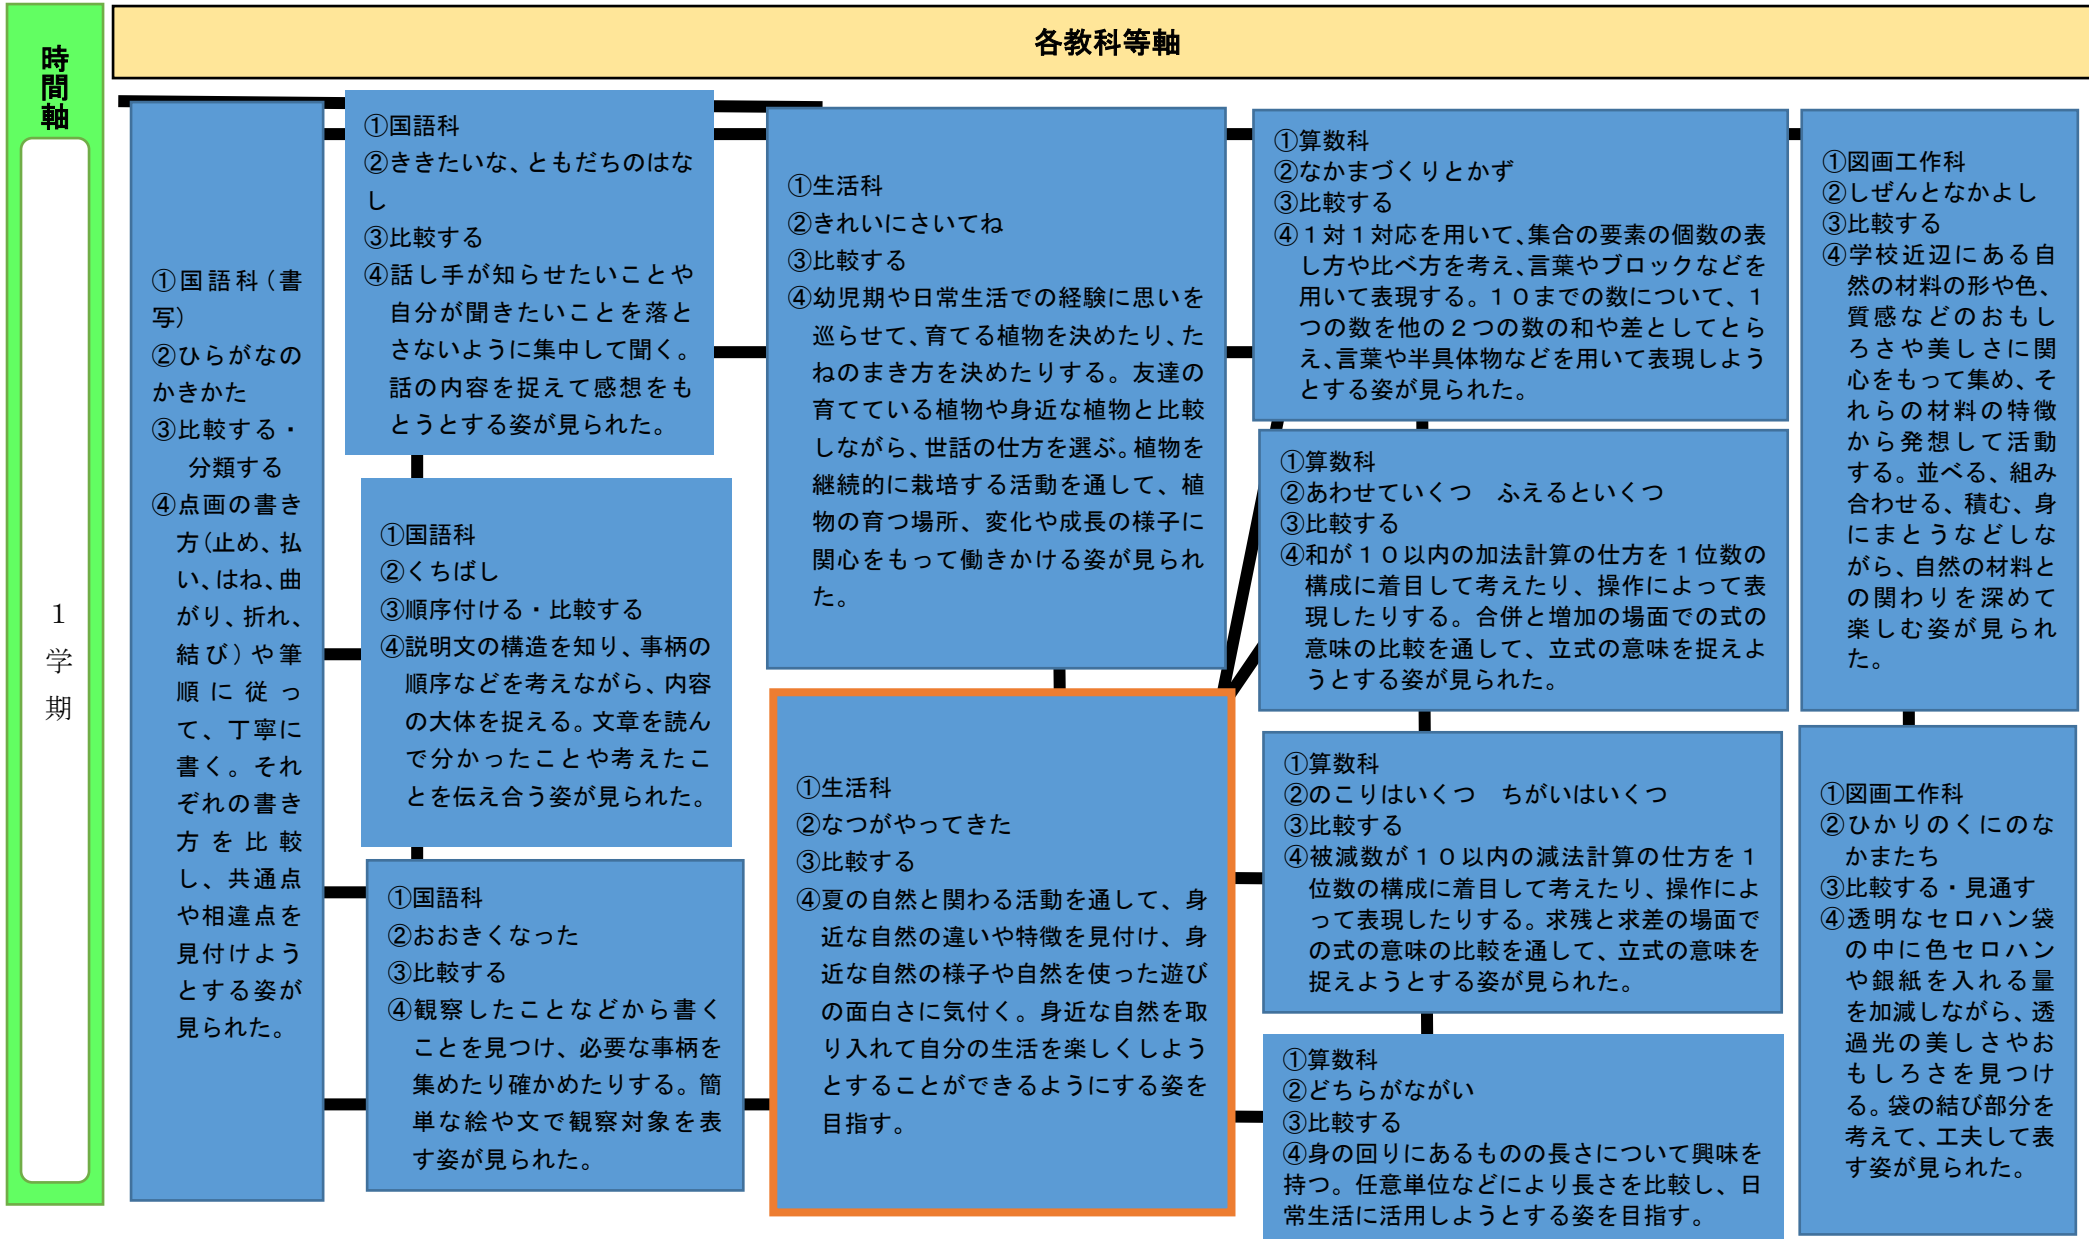 時間軸
1学期
各教科等軸
①国語科（書
写）
②ひらがなの
かきかた
③比較する・
分類する
④点画の書き
方（止め、払
い、はね、曲
がり、折れ、
結び）や筆
順に従っ
て、丁寧に
書く。それ
ぞれの書き
方を比較
し、共通点
や相違点を
見付けよう
とする姿が
見られた。
①国語科
②ききたいな、ともだちのはな
し
③比較する
④話し手が知らせたいことや
自分が聞きたいことを落と
さないように集中して聞く。
話の内容を捉えて感想をも
とうとする姿が見られた。
①国語科
②くちばし
③順序付ける・比較する
④説明文の構造を知り、事柄の
順序などを考えながら、内容
の大体を捉える。文章を読ん
で分かったことや考えたこ
とを伝え合う姿が見られた。
①国語科
②おおきくなった
③比較する
④観察したことなどから書く
ことを見つけ、必要な事柄を
集めたり確かめたりする。簡
単な絵や文で観察対象を表
す姿が見られた。
①生活科
②きれいにさいてね
③比較する
④幼児期や日常生活での経験に思いを
巡らせて、育てる植物を決めたり、た
ねのまき方を決めたりする。友達の
育てている植物や身近な植物と比較
しながら、世話の仕方を選ぶ。植物を
継続的に栽培する活動を通して、植
物の育つ場所、変化や成長の様子に
関心をもって働きかける姿が見られ
た。
①生活科
②なつがやってきた
③比較する
④夏の自然と関わる活動を通して、身
近な自然の違いや特徴を見付け、身
近な自然の様子や自然を使った遊び
の面白さに気付く。身近な自然を取
り入れて自分の生活を楽しくしよう
とすることができるようにする姿を
目指す。
①算数科
②なかまづくりとかず
③比較する
④１対１対応を用いて、集合の要素の個数の表
し方や比べ方を考え、言葉やブロックなどを
用いて表現する。１０までの数について、１
つの数を他の２つの数の和や差としてとら
え、言葉や半具体物などを用いて表現しよう
とする姿が見られた。
①算数科
②あわせていくつ　ふえるといくつ
③比較する
④和が１０以内の加法計算の仕方を１位数の
構成に着目して考えたり、操作によって表
現したりする。合併と増加の場面での式の
意味の比較を通して、立式の意味を捉えよ
うとする姿が見られた。
①算数科
②のこりはいくつ　ちがいはいくつ
③比較する
④被減数が１０以内の減法計算の仕方を１
位数の構成に着目して考えたり、操作によ
って表現したりする。求残と求差の場面で
の式の意味の比較を通して、立式の意味を
捉えようとする姿が見られた。
①算数科
②どちらがながい
③比較する
④身の回りにあるものの長さについて興味を
持つ。任意単位などにより長さを比較し、日
常生活に活用しようとする姿を目指す。
①図画工作科
②しぜんとなかよし
③比較する
④学校近辺にある自
然の材料の形や色、
質感などのおもし
ろさや美しさに関
心をもって集め、そ
れらの材料の特徴
から発想して活動
する。並べる、組み
合わせる、積む、身
にまとうなどしな
がら、自然の材料と
の関わりを深めて
楽しむ姿が見られ
た。
①図画工作科
②ひかりのくにのな
かまたち
③比較する・見通す
④透明なセロハン袋
の中に色セロハン
や銀紙を入れる量
を加減しながら、透
過光の美しさやお
もしろさを見つけ
る。袋の結び部分を
考えて、工夫して表
す姿が見られた。